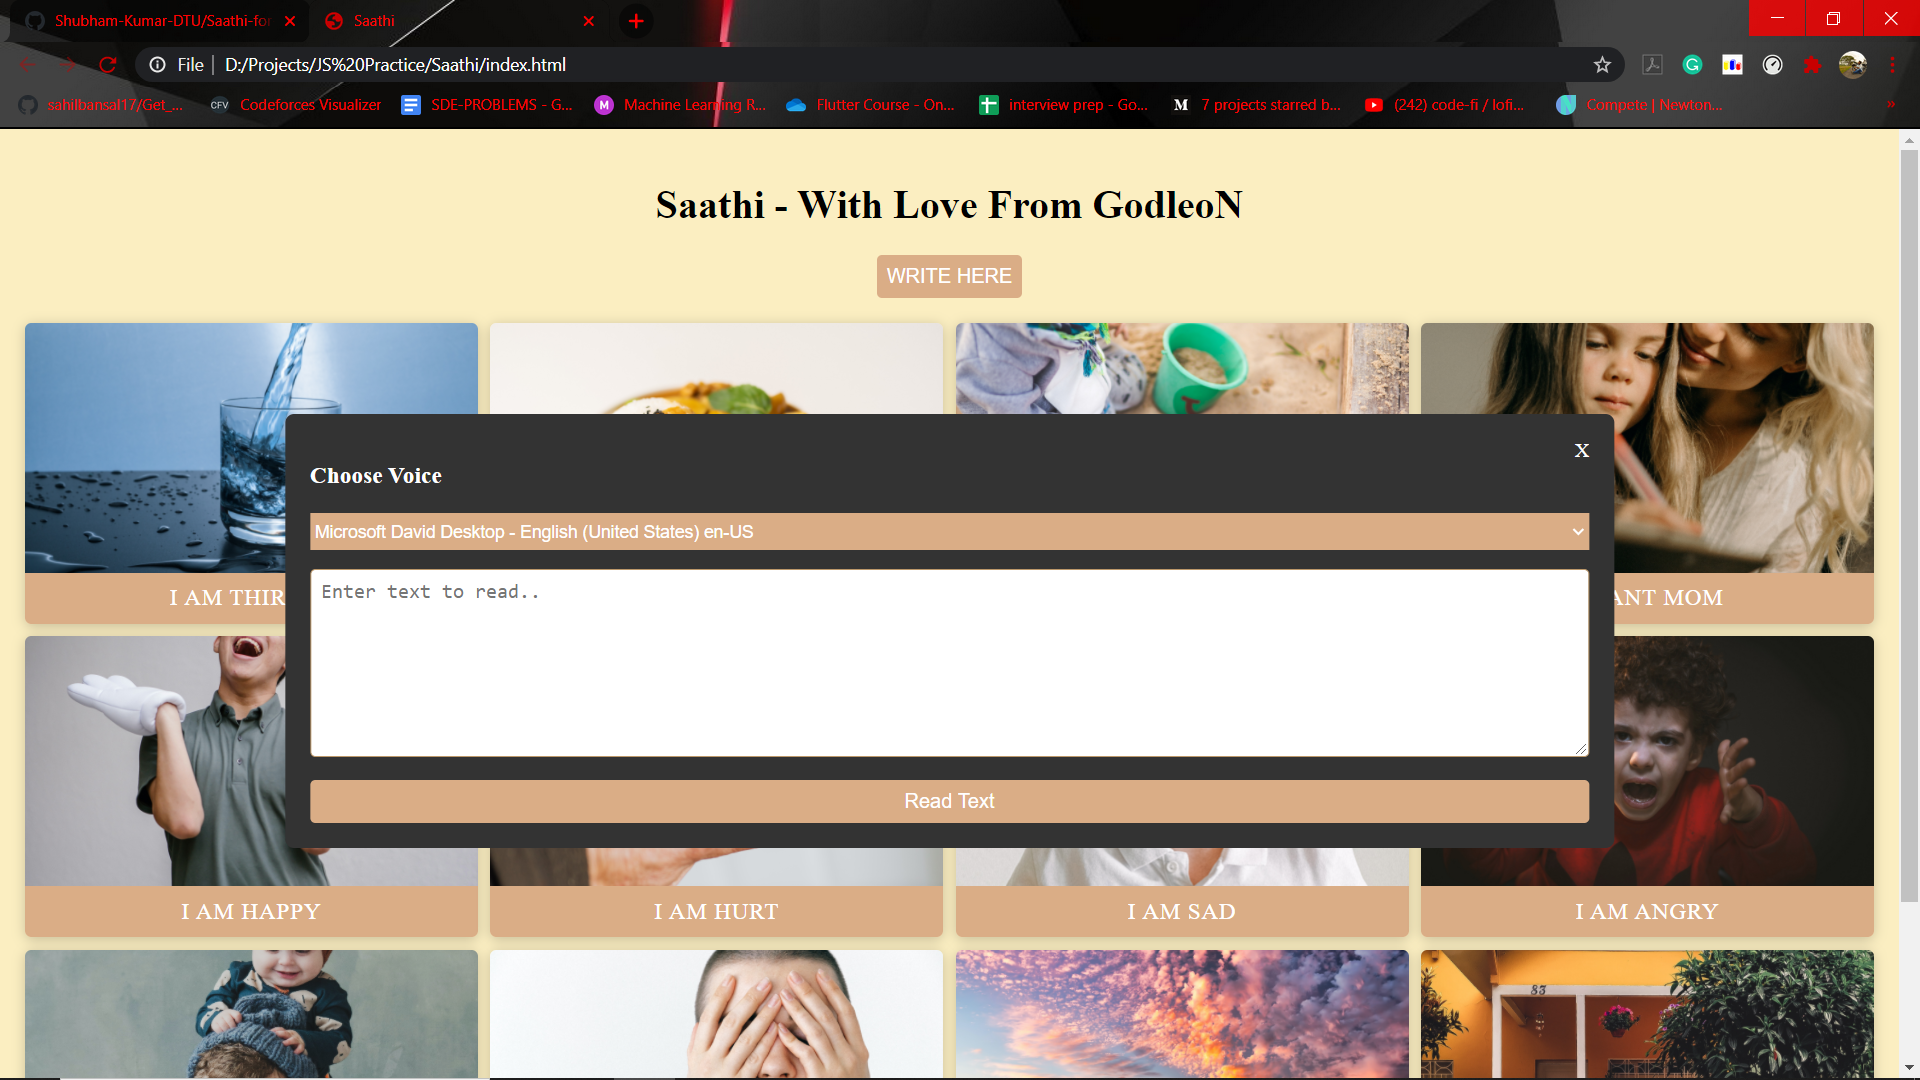 Shubham-Kumar-DTU/Saathi-for
Saathi
File
D:/Projects/JS%20Practice/Saathi/index.html
sahilbansal17/Get_...
CFV
Codeforces Visualizer
SDE-PROBLEMS - G...
M
Machine Learning R...
Flutter Course - On...
interview prep - Go...
M
7 projects starred b...
(242) code-fi / lofi...
Compete | Newton...
»
Saathi - With Love From GodleoN
WRITE HERE
X
Choose Voice
Microsoft David Desktop - English (United States) en-US
Enter text to read..
Read Text
I AM THIR
ANT MOM
I AM HAPPY
I AM HURT
I AM SAD
I AM ANGRY
83